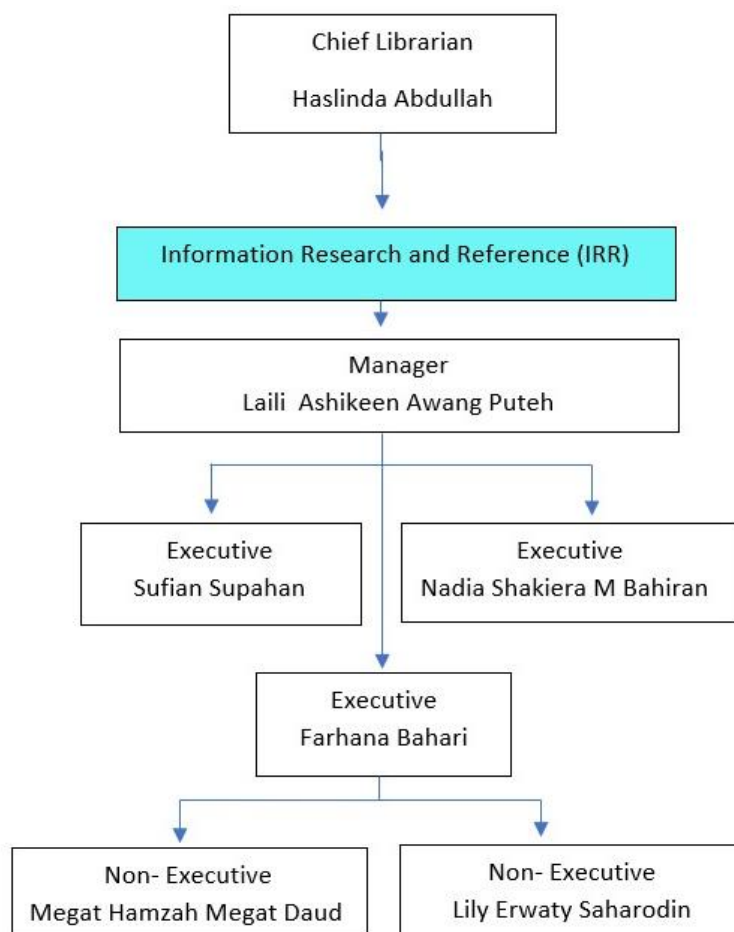 Chief Librarian
Haslinda Abdullah
Information Research and Reference (IRR)
Manager
Laili  Ashikeen Awang Puteh
Executive
Sufian Supahan
Executive
Nadia Shakiera M Bahiran
Executive
Farhana Bahari
Non- Executive
Megat Hamzah Megat Daud
Non- Executive
Lily Erwaty Saharodin